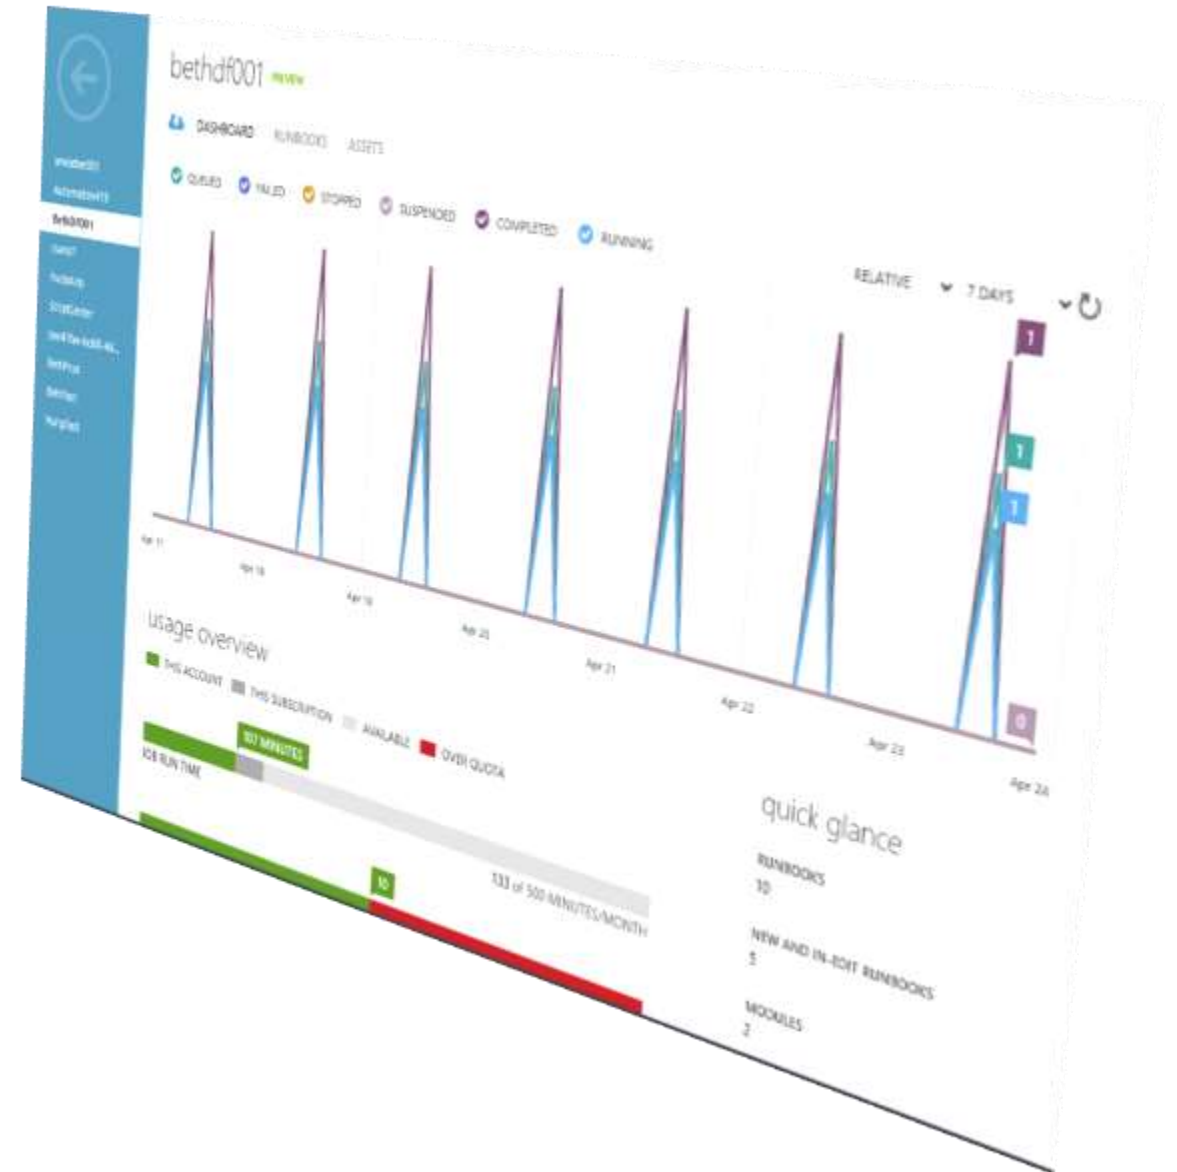 bethdf001 PREVIEW
DASHBOARD RUNBOOKS ASSETS
Bethdf001
QUEUED FAILED STOPPED SUSPENDED COMPLETED RUNNING
RELATIVE 7 DAYS
1
1
1
0
Apr 17 Apr 18 Apr 19 Apr 20 Apr 21 Apr 22 Apr 23 Apr 24
usage overview
THIS ACCOUNT THIS SUBSCRIPTION AVAILABLE OVER QUOTA
107 MINUTES
JOB RUN TIME
133 of 500 MINUTES/MONTH
10
quick glance
RUNBOOKS
10
NEW AND IN-EDIT RUNBOOKS
5
MODULES
2